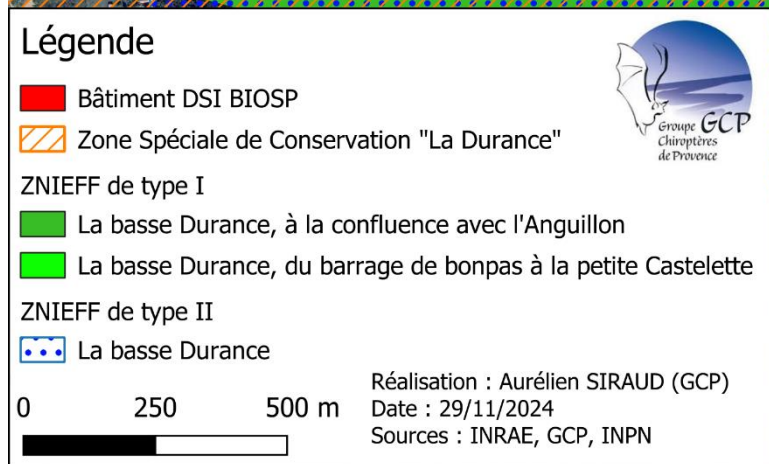 Légende
Bâtiment DSI BIOSP
Zone Spéciale de Conservation "La Durance"
Groupe GCP
Chiroptères
de Provence
ZNIEFF de type I
La basse Durance, à la confluence avec l'Anguillon
La basse Durance, du barrage de bonpas à la petite Castelette
ZNIEFF de type II
La basse Durance
0 250 500 m
Réalisation : Aurélien SIRAUD (GCP)
Date : 29/11/2024
Sources : INRAE, GCP, INPN